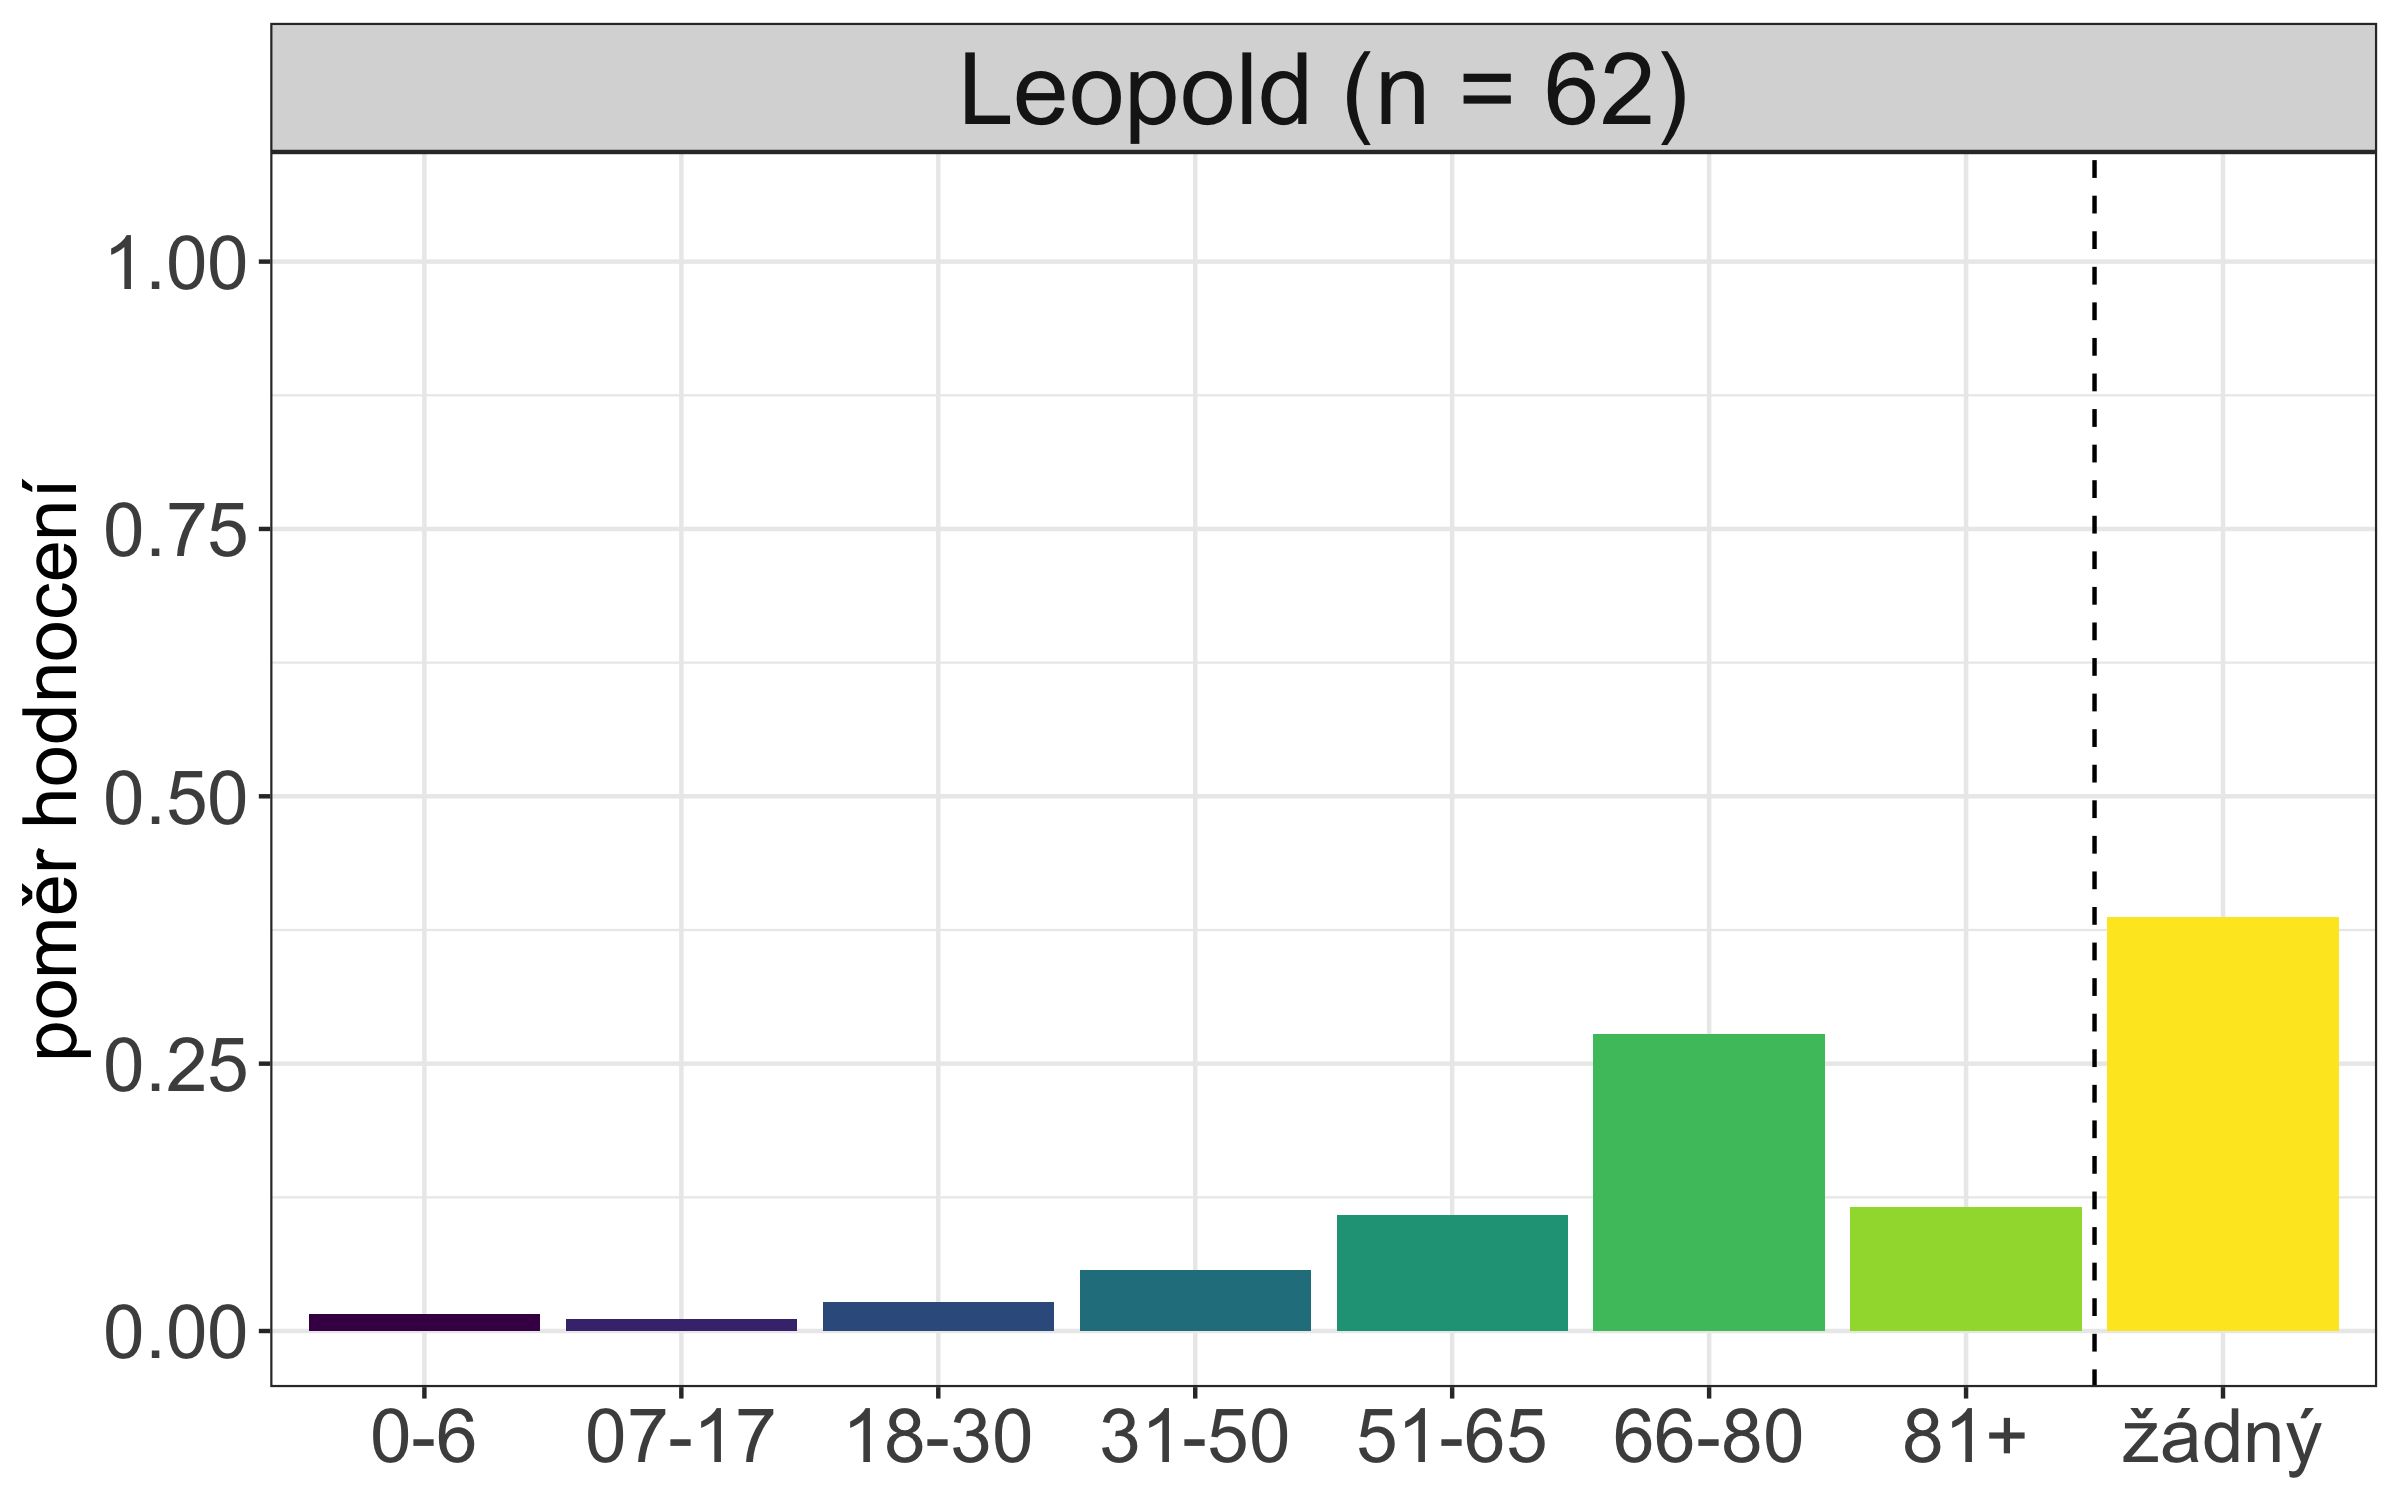 Leopold (n = 62)
poměr hodnocení
1.00
0.75
0.50
0.25
0.00
0-6 07-17 18-30 31-50 51-65 66-80 81+ žádný